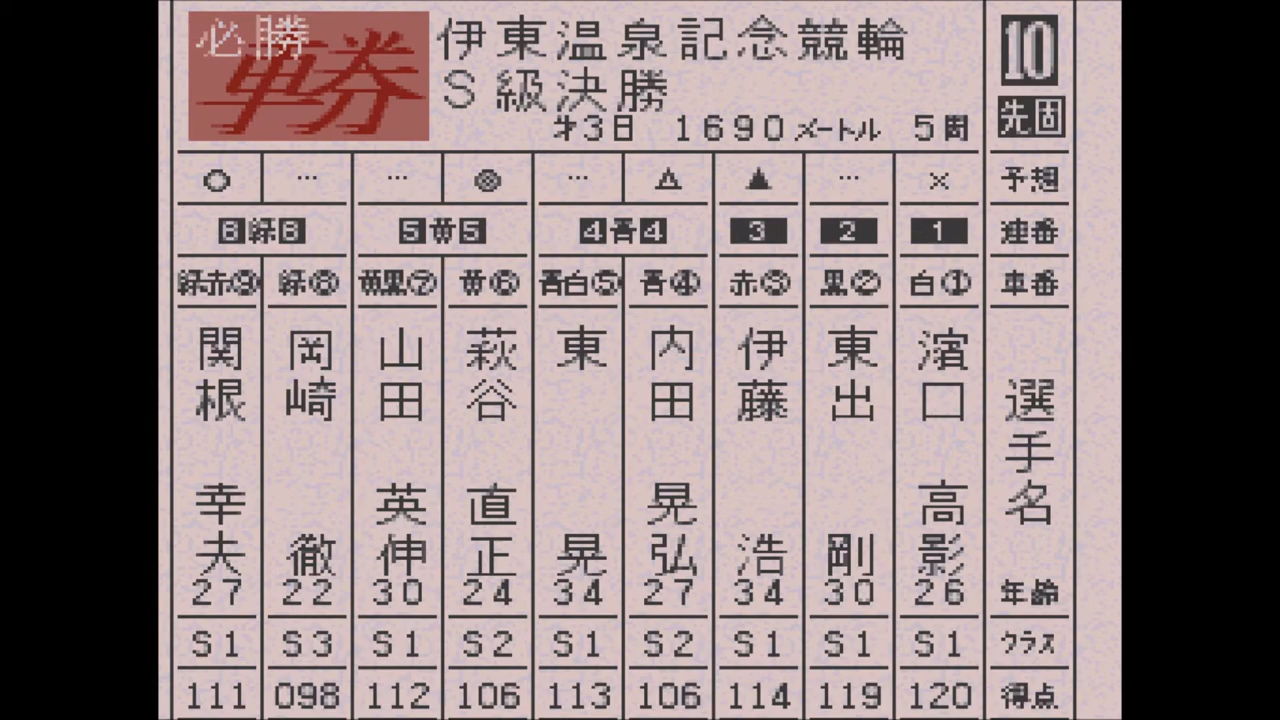 必勝
車券
伊東温泉記念競輪
S級決勝
オ3日 1690メートル 5周
10
先固
○ … … ◎ … △ ▲ … × 予想
6緑6 5黄5 4青4 3 2 1 連番
緑赤⑨ 緑⑧ 黄黒⑦ 黄⑥ 青白⑤ 青④ 赤③ 黒② 白① 車番
関根 幸夫 岡崎 徹 山田 英伸 萩谷 直正 東 晃 内田 晃弘 伊藤 浩 東出 剛 濱口 高影 選手名
27 22 30 24 34 27 34 30 26 年齢
S1 S3 S1 S2 S1 S2 S1 S1 S1 クラス
111 098 112 106 113 106 114 119 120 得点